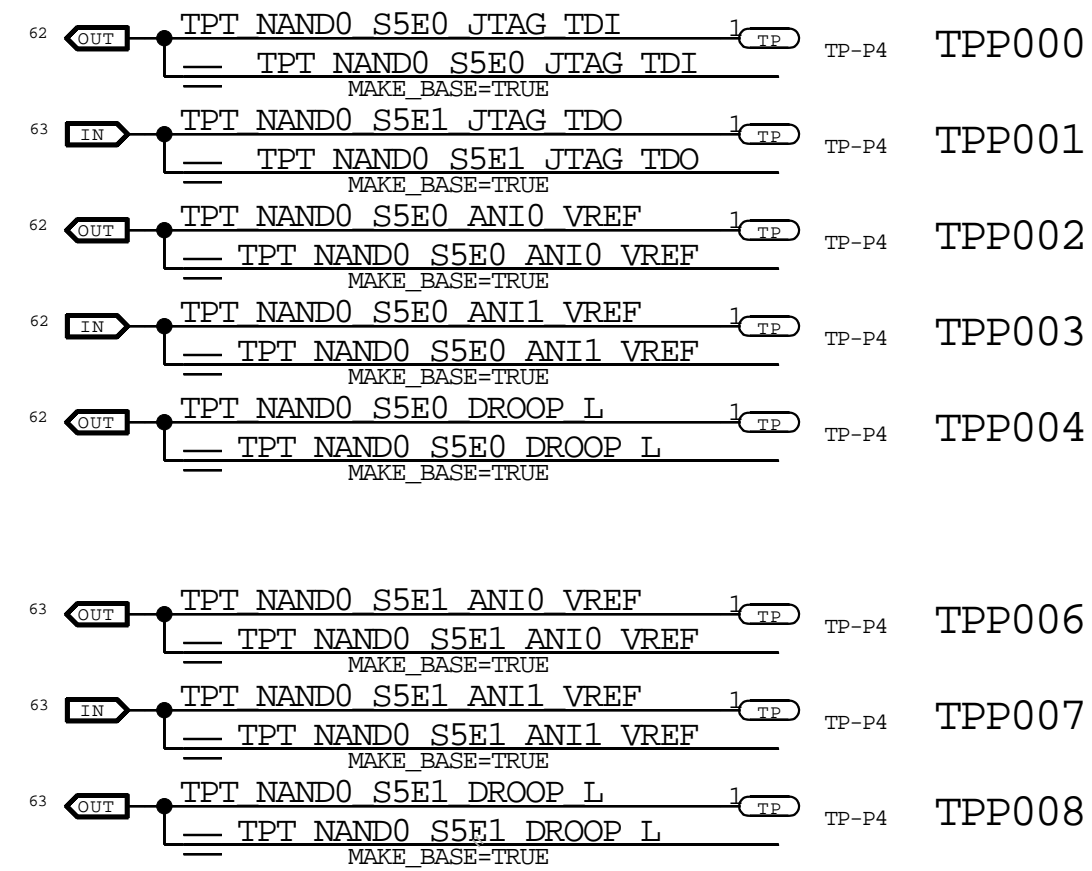 62 OUT TPT_NAND0_S5E0_JTAG_TDI 1 TP TP-P4 TPP000
TPT_NAND0_S5E0_JTAG_TDI
MAKE_BASE=TRUE
63 IN TPT_NAND0_S5E1_JTAG_TDO 1 TP TP-P4 TPP001
TPT_NAND0_S5E1_JTAG_TDO
MAKE_BASE=TRUE
62 OUT TPT_NAND0_S5E0_ANI0_VREF 1 TP TP-P4 TPP002
TPT_NAND0_S5E0_ANI0_VREF
MAKE_BASE=TRUE
62 IN TPT_NAND0_S5E0_ANI1_VREF 1 TP TP-P4 TPP003
TPT_NAND0_S5E0_ANI1_VREF
MAKE_BASE=TRUE
62 OUT TPT_NAND0_S5E0_DROOP_L 1 TP TP-P4 TPP004
TPT_NAND0_S5E0_DROOP_L
MAKE_BASE=TRUE
63 OUT TPT_NAND0_S5E1_ANI0_VREF 1 TP TP-P4 TPP006
TPT_NAND0_S5E1_ANI0_VREF
MAKE_BASE=TRUE
63 IN TPT_NAND0_S5E1_ANI1_VREF 1 TP TP-P4 TPP007
TPT_NAND0_S5E1_ANI1_VREF
MAKE_BASE=TRUE
63 OUT TPT_NAND0_S5E1_DROOP_L 1 TP TP-P4 TPP008
TPT_NAND0_S5E1_DROOP_L
MAKE_BASE=TRUE